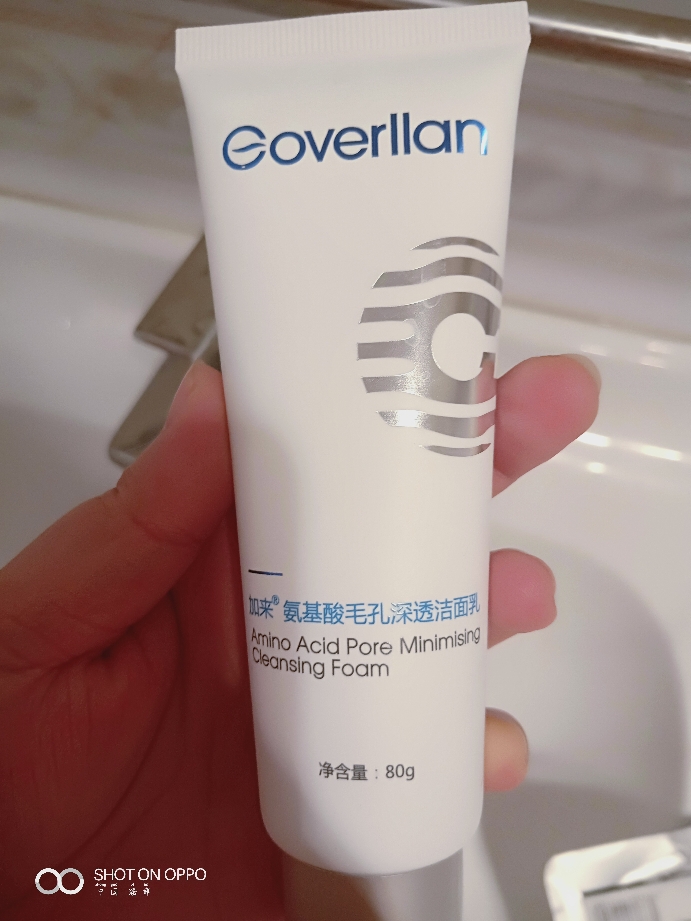 Goverllan
加来® 氨基酸毛孔深透洁面乳
Amino Acid Pore Minimising
Cleansing Foam
净含量：80g
SHOT ON OPPO